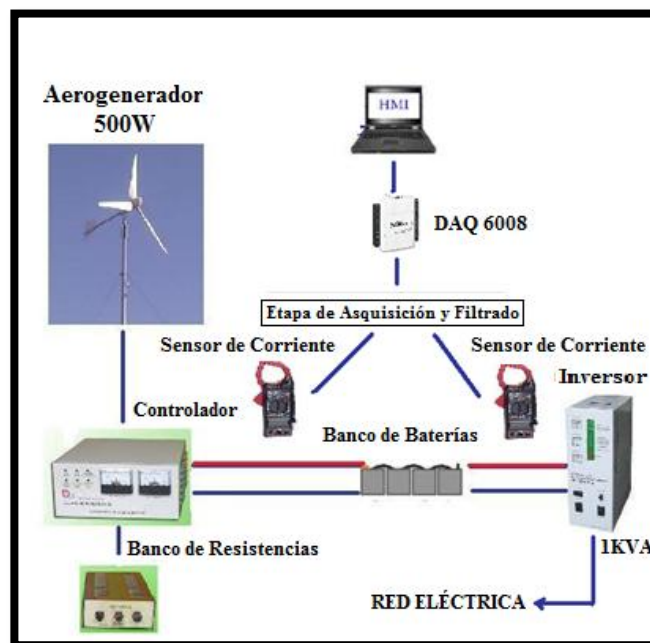 HMI
Aerogenerador
500W
DAQ 6008
Etapa de Asquisición y Filtrado
Sensor de Corriente
Sensor de Corriente
Inversor
Controlador
Banco de Baterías
Banco de Resistencias
1KVA
RED ELÉCTRICA